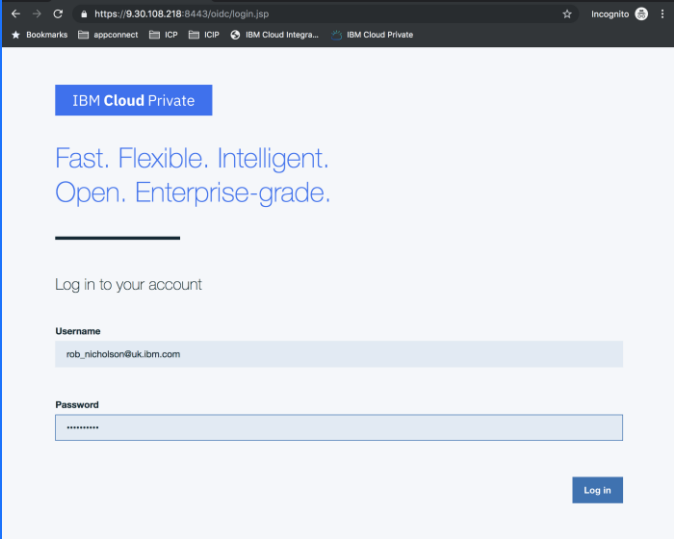 https://9.30.108.218:8443/oidc/login.jsp Incognito
Bookmarks appconnect ICP ICIP IBM Cloud Integra... IBM Cloud Private
IBM Cloud Private
Fast. Flexible. Intelligent.
Open. Enterprise-grade.
Log in to your account
Username
rob_nicholson@uk.ibm.com
Password
••••••••••
Log in